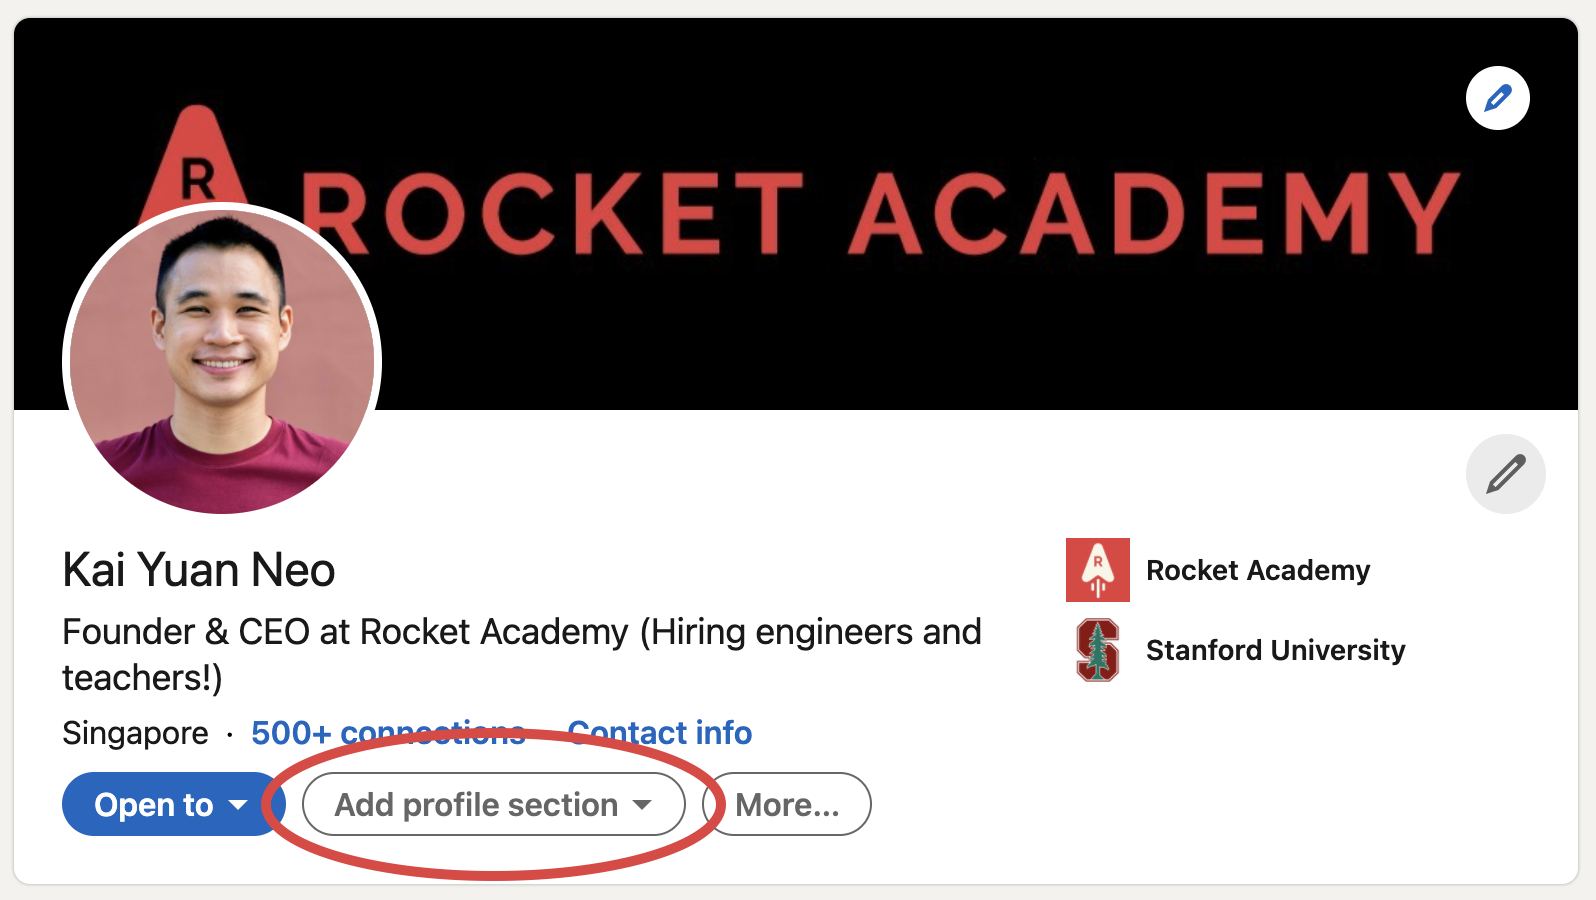 R
ROCKET ACADEMY
Kai Yuan Neo
Founder & CEO at Rocket Academy (Hiring engineers and
teachers!)
Singapore · 500+ connections Contact info
Open to
Add profile section
More...
R
Rocket Academy
S
Stanford University